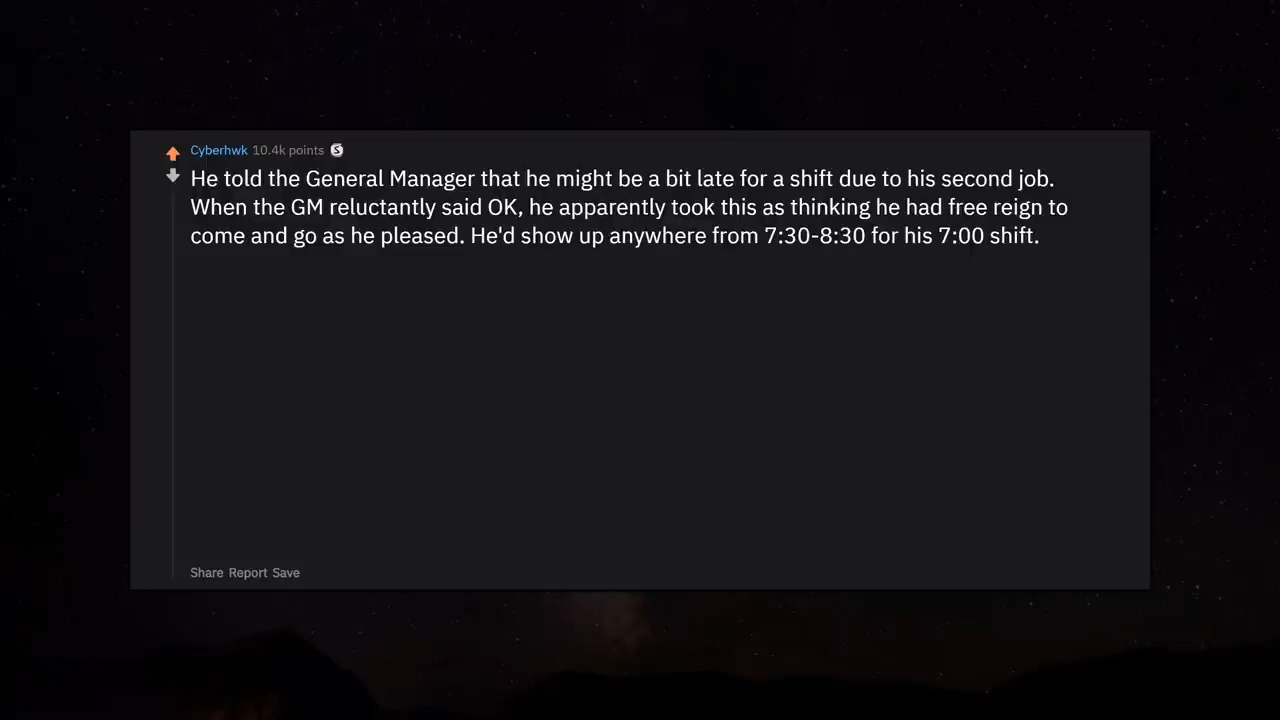 Cyberhwk 10.4k points S
He told the General Manager that he might be a bit late for a shift due to his second job.
When the GM reluctantly said OK, he apparently took this as thinking he had free reign to
come and go as he pleased. He'd show up anywhere from 7:30-8:30 for his 7:00 shift.
Share Report Save